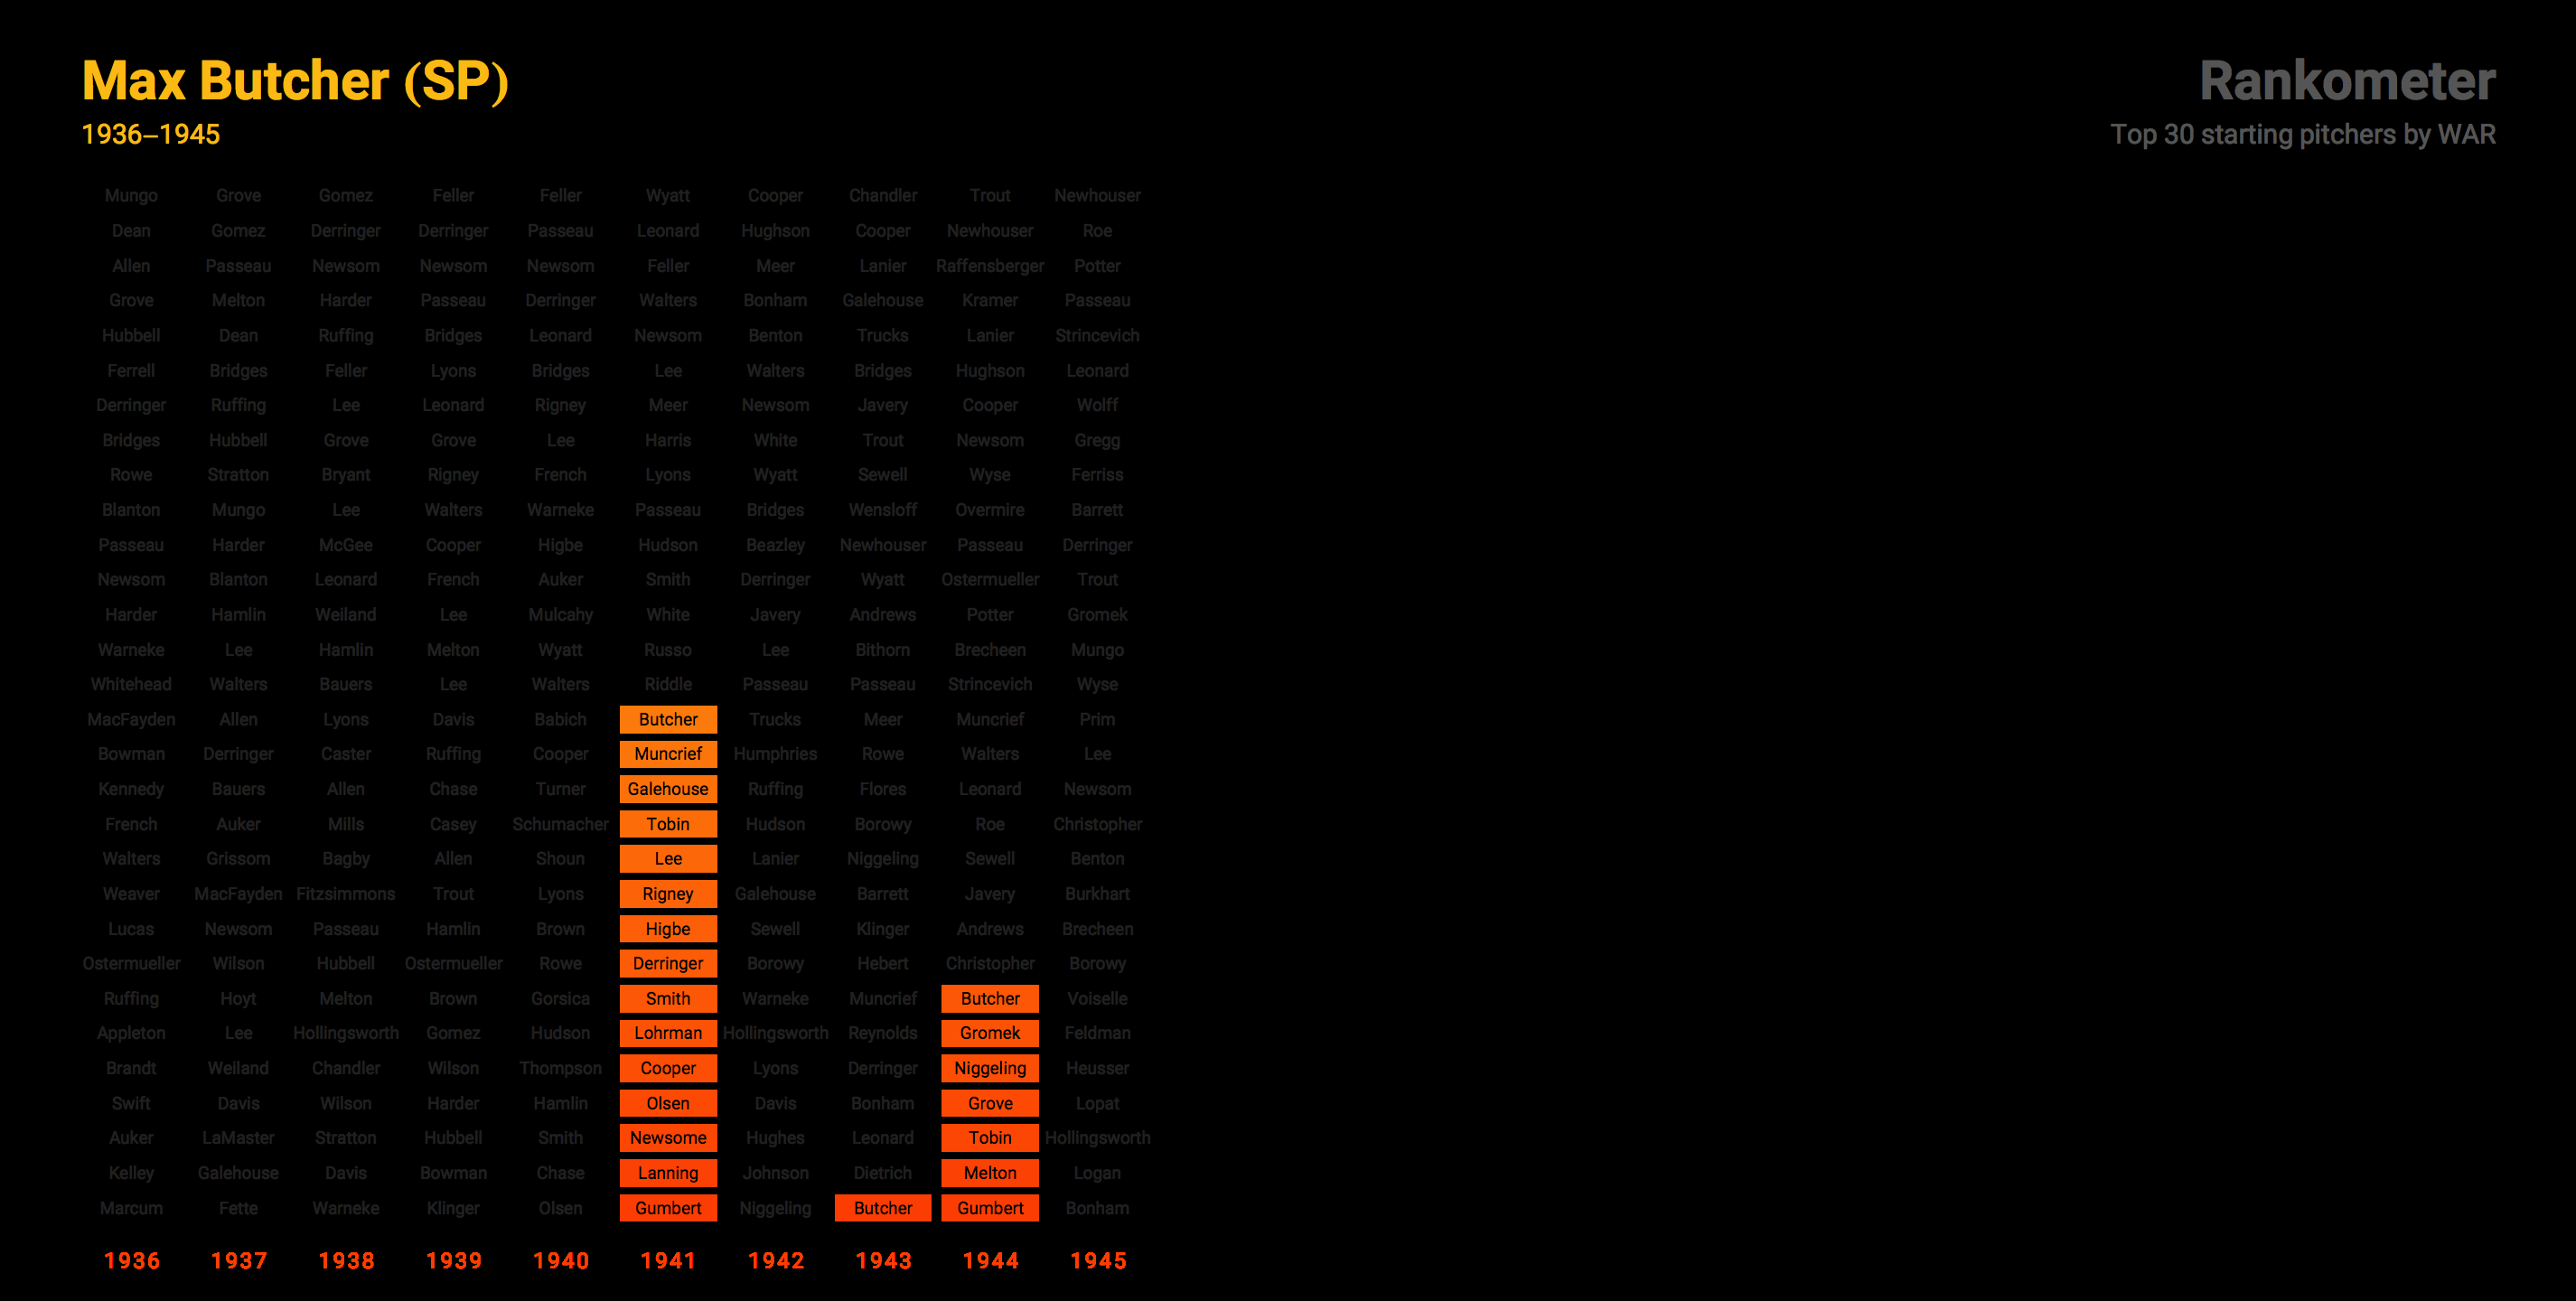 Max Butcher (SP)
1936–1945
Rankometer
Top 30 starting pitchers by WAR
Mungo Grove Gomez Feller Feller Wyatt Cooper Chandler Trout Newhouser
Dean Gomez Derringer Derringer Passeau Leonard Hughson Cooper Newhouser Roe
Allen Passeau Newsom Newsom Newsom Feller Meer Lanier Raffensberger Potter
Grove Melton Harder Passeau Derringer Walters Bonham Galehouse Kramer Passeau
Hubbell Dean Ruffing Bridges Leonard Newsom Benton Trucks Lanier Strincevich
Ferrell Bridges Feller Lyons Bridges Lee Walters Bridges Hughson Leonard
Derringer Ruffing Lee Leonard Rigney Meer Newsom Javery Cooper Wolff
Bridges Hubbell Grove Grove Lee Harris White Trout Newsom Gregg
Rowe Stratton Bryant Rigney French Lyons Wyatt Sewell Wyse Ferriss
Blanton Mungo Lee Walters Warneke Passeau Bridges Wensloff Overmire Barrett
Passeau Harder McGee Cooper Higbe Hudson Beazley Newhouser Passeau Derringer
Newsom Blanton Leonard French Auker Smith Derringer Wyatt Ostermueller Trout
Harder Hamlin Weiland Lee Mulcahy White Javery Andrews Potter Gromek
Warneke Lee Hamlin Melton Wyatt Russo Lee Bithorn Brecheen Mungo
Whitehead Walters Bauers Lee Walters Riddle Passeau Passeau Strincevich Wyse
MacFayden Allen Lyons Davis Babich Butcher Trucks Meer Muncrief Prim
Bowman Derringer Caster Ruffing Cooper Muncrief Humphries Rowe Walters Lee
Kennedy Bauers Allen Chase Turner Galehouse Ruffing Flores Leonard Newsom
French Auker Mills Casey Schumacher Tobin Hudson Borowy Roe Christopher
Walters Grissom Bagby Allen Shoun Lee Lanier Niggeling Sewell Benton
Weaver MacFayden Fitzsimmons Trout Lyons Rigney Galehouse Barrett Javery Burkhart
Lucas Newsom Passeau Hamlin Brown Higbe Sewell Klinger Andrews Brecheen
Ostermueller Wilson Hubbell Ostermueller Rowe Derringer Borowy Hebert Christopher Borowy
Ruffing Hoyt Melton Brown Gorsica Smith Warneke Muncrief Butcher Voiselle
Appleton Lee Hollingsworth Gomez Hudson Lohrman Hollingsworth Reynolds Gromek Feldman
Brandt Weiland Chandler Wilson Thompson Cooper Lyons Derringer Niggeling Heusser
Swift Davis Wilson Harder Hamlin Olsen Davis Bonham Grove Lopat
Auker LaMaster Stratton Hubbell Smith Newsome Hughes Leonard Tobin Hollingsworth
Kelley Galehouse Davis Bowman Chase Lanning Johnson Dietrich Melton Logan
Marcum Fette Warneke Klinger Olsen Gumbert Niggeling Butcher Gumbert Bonham
1936 1937 1938 1939 1940 1941 1942 1943 1944 1945